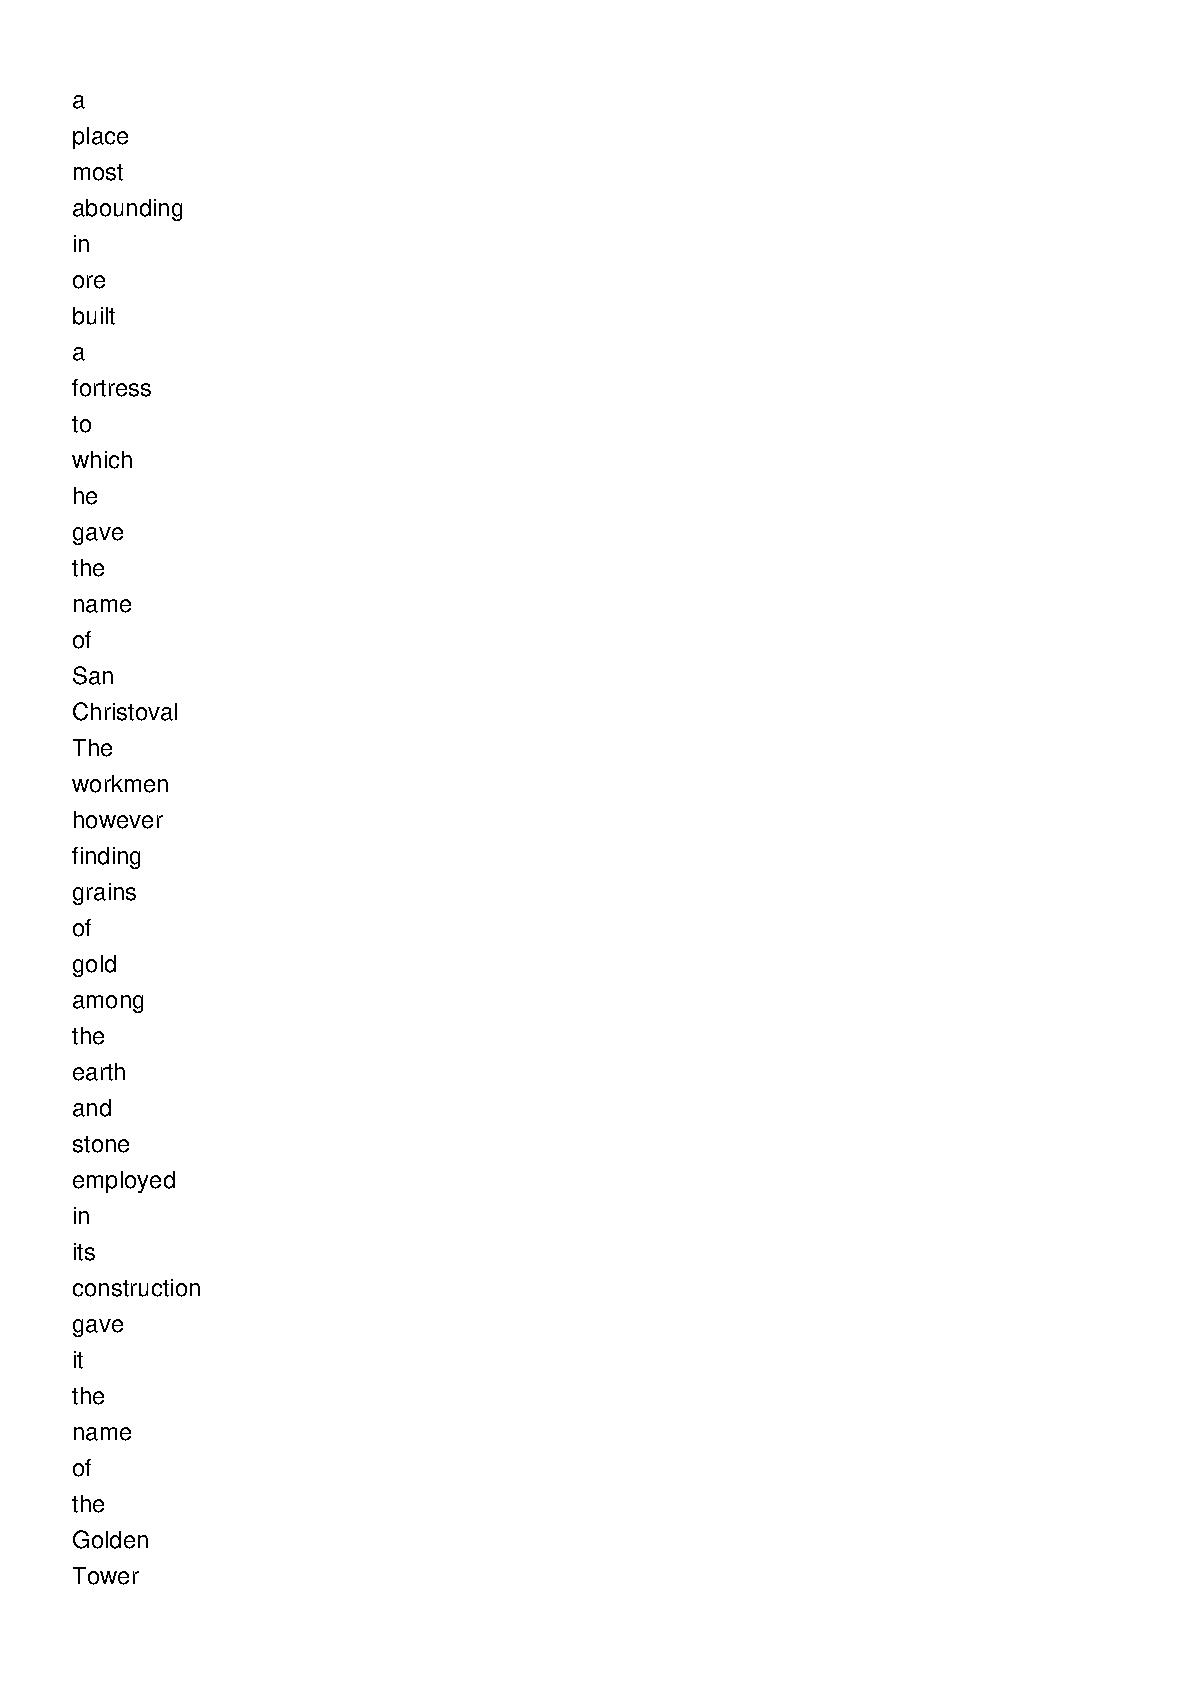 a
place
most
abounding
in
ore
built
a
fortress
to
which
he
gave
the
name
of
San
Christoval
The
workmen
however
finding
grains
of
gold
among
the
earth
and
stone
employed
in
its
construction
gave
it
the
name
of
the
Golden
Tower